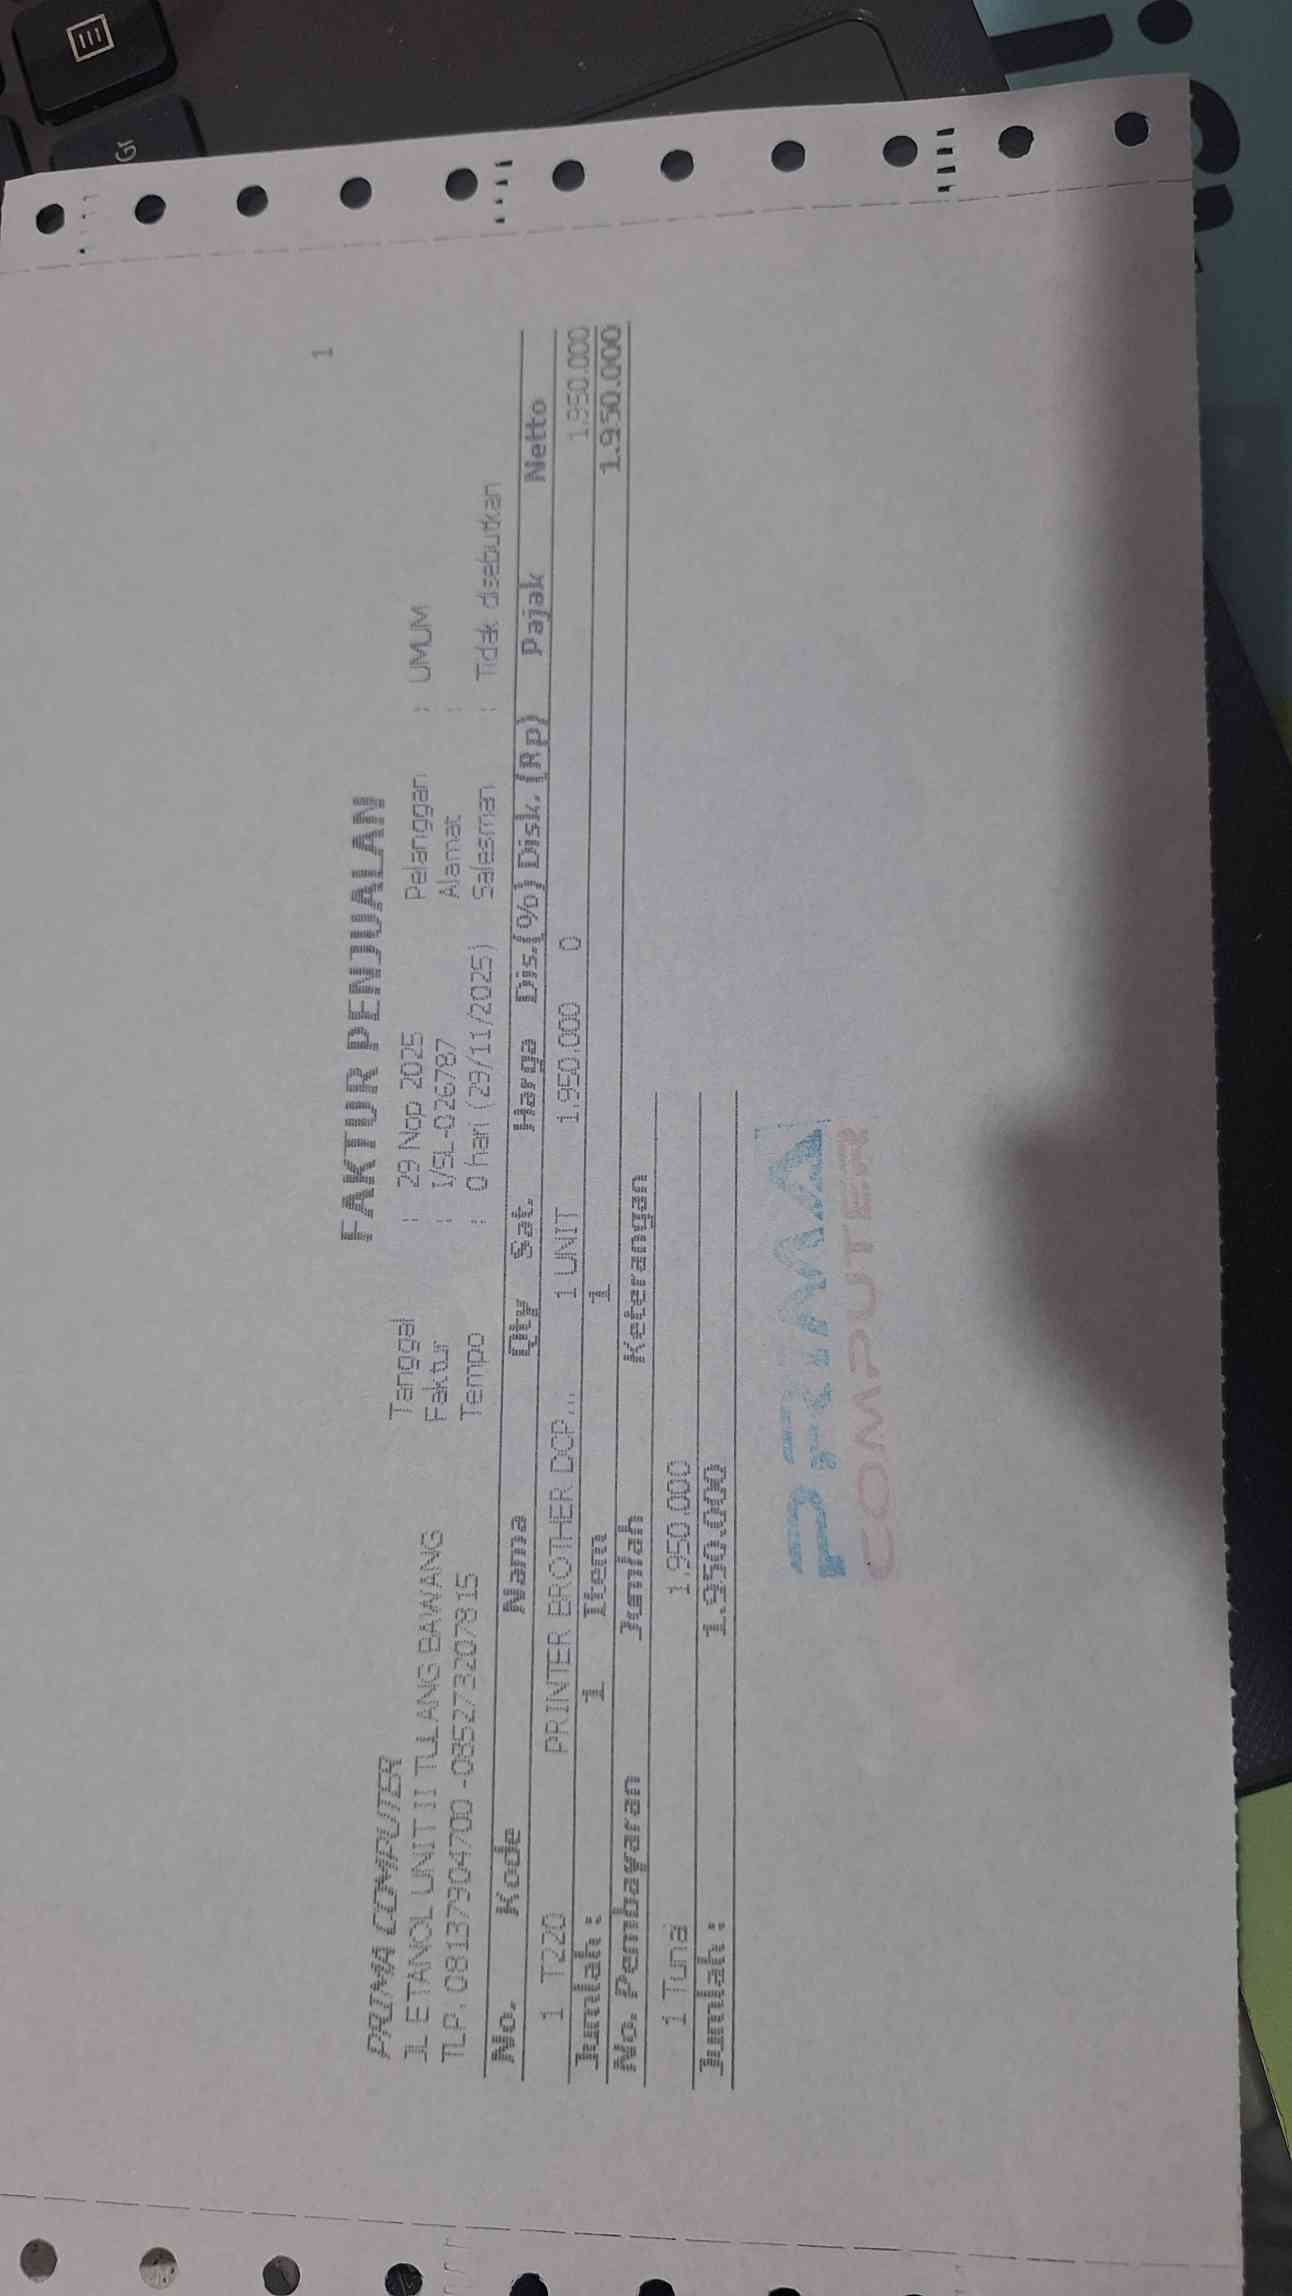 1
FAKTUR PENJUALAN
PRIMA COMPUTER Tanggal : 29 Nop 2025 Pelanggan : UMUM
JL ETANOL UNIT II TULANG BAWANG Faktur : I/SL-026787 Alamat :
TLP. 08137904700 -085273207815 Tempo : 0 hari (29/11/2025) Salesman : Tidak disebutkan
No. Kode Nama Qty Sat. Harga Dis.(%) Disk. (Rp) Pajak Netto
1 T220 PRINTER BROTHER DCP... 1 UNIT 1.950.000 0 1.950.000
Jumlah : 1 Item 1 1.950.000
No. Pembayaran Jumlah Keterangan
1 Tuna 1.950.000
Jumlah : 1.950.000
PRIMA
COMPUTER
Gr